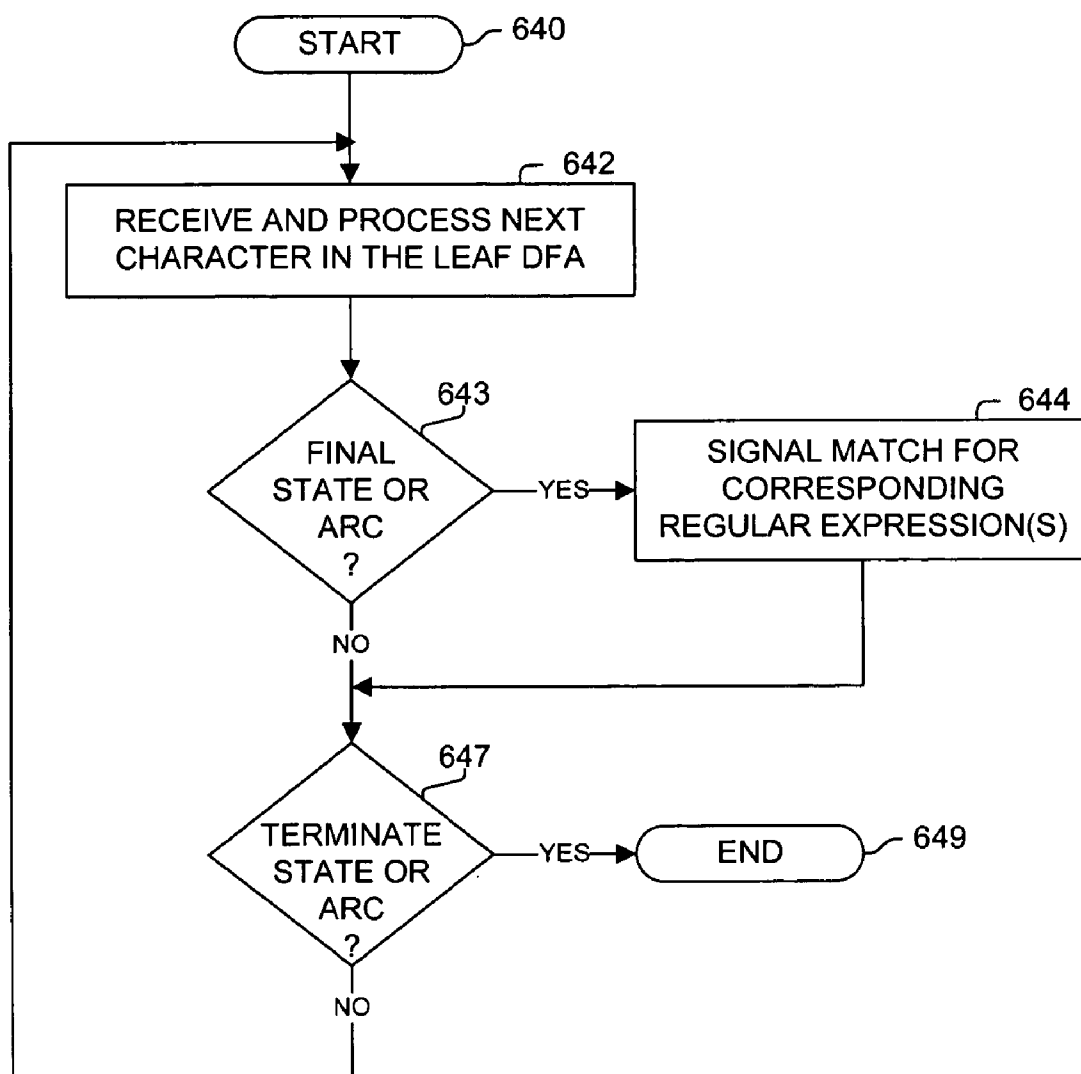 START
640
642
RECEIVE AND PROCESS NEXT
CHARACTER IN THE LEAF DFA
643
FINAL
STATE OR
ARC
?
YES
644
SIGNAL MATCH FOR
CORRESPONDING
REGULAR EXPRESSION(S)
NO
647
TERMINATE
STATE OR
ARC
?
YES
END
649
NO